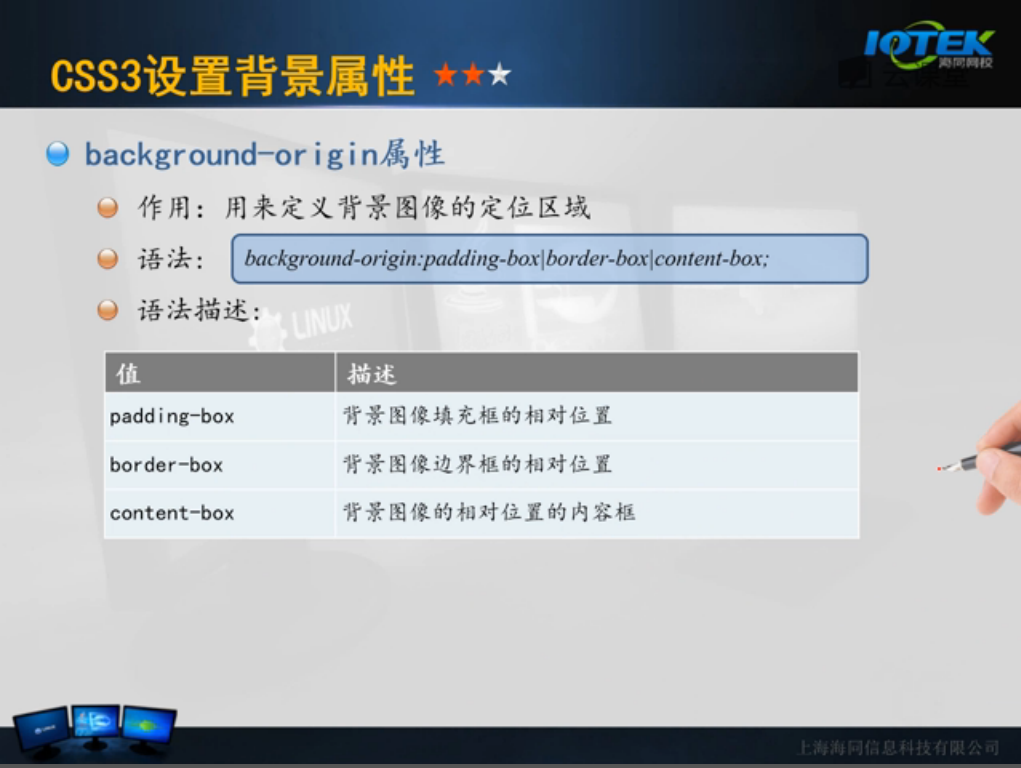 CSS3设置背景属性
IOTEK
海同网校
云课堂
background-origin属性
作用：用来定义背景图像的定位区域
语法：
background-origin:padding-box|border-box|content-box;
语法描述：
LINUX
值 描述
padding-box 背景图像填充框的相对位置
border-box 背景图像边界框的相对位置
content-box 背景图像的相对位置的内容框
上海海同信息科技有限公司